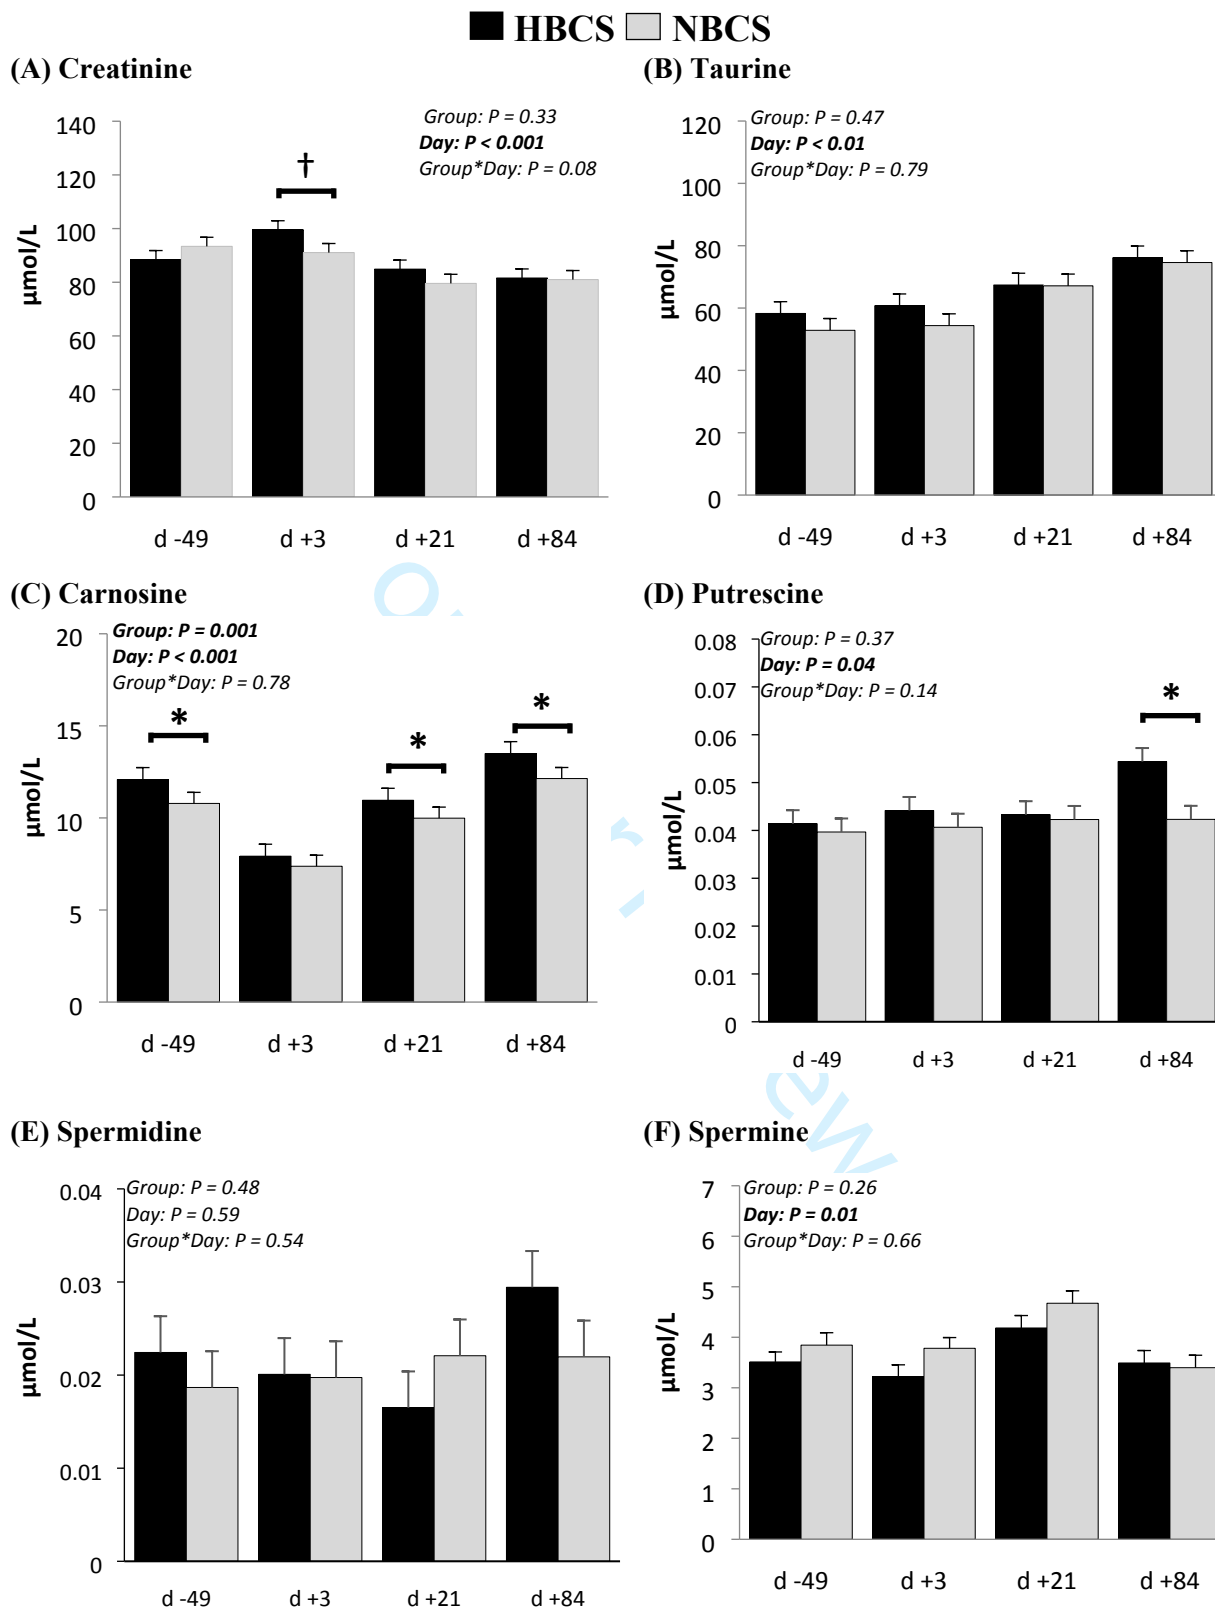 HBCS NBCS
(A) Creatinine
(B) Taurine
Group: P = 0.33
Day: P < 0.001
Group*Day: P = 0.08
†
140
120
100
80
60
40
20
0
µmol/L
d -49 d +3 d +21 d +84
Group: P = 0.47
Day: P < 0.01
Group*Day: P = 0.79
120
100
80
60
40
20
0
µmol/L
d -49 d +3 d +21 d +84
(C) Carnosine
(D) Putrescine
Group: P = 0.001
Day: P < 0.001
Group*Day: P = 0.78
* * *
20
15
10
5
0
µmol/L
d -49 d +3 d +21 d +84
Group: P = 0.37
Day: P = 0.04
Group*Day: P = 0.14
*
0.08
0.07
0.06
0.05
0.04
0.03
0.02
0.01
0
µmol/L
d -49 d +3 d +21 d +84
(E) Spermidine
(F) Spermine
Group: P = 0.48
Day: P = 0.59
Group*Day: P = 0.54
0.04
0.03
0.02
0.01
0
µmol/L
d -49 d +3 d +21 d +84
Group: P = 0.26
Day: P = 0.01
Group*Day: P = 0.66
7
6
5
4
3
2
1
0
µmol/L
d -49 d +3 d +21 d +84